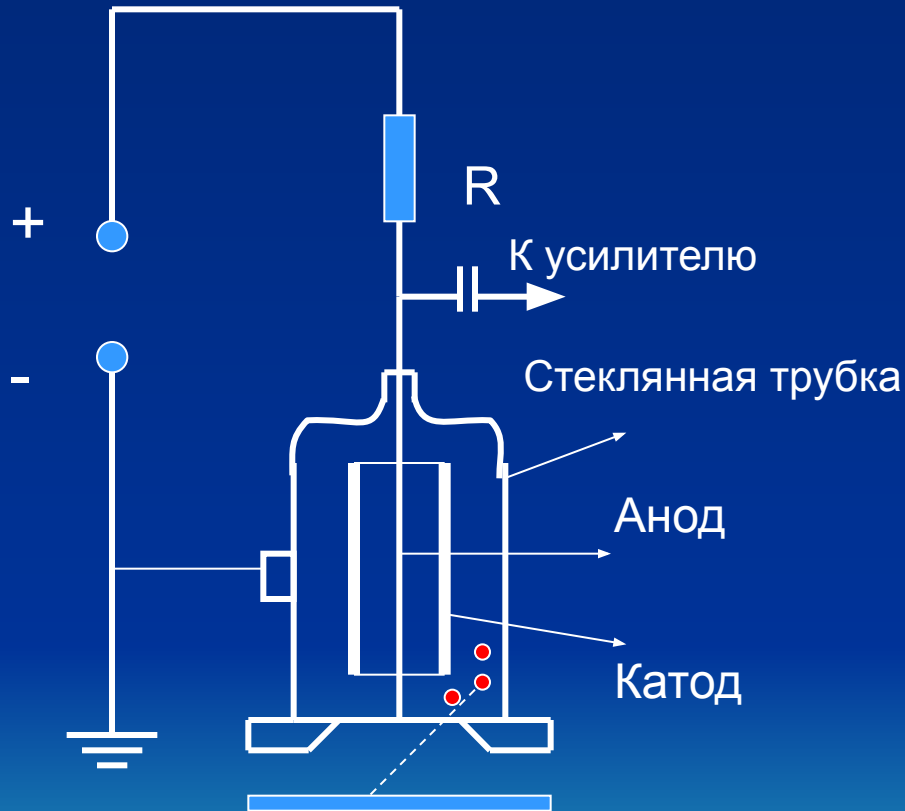 R
+
К усилителю
-
Стеклянная трубка
Анод
Катод